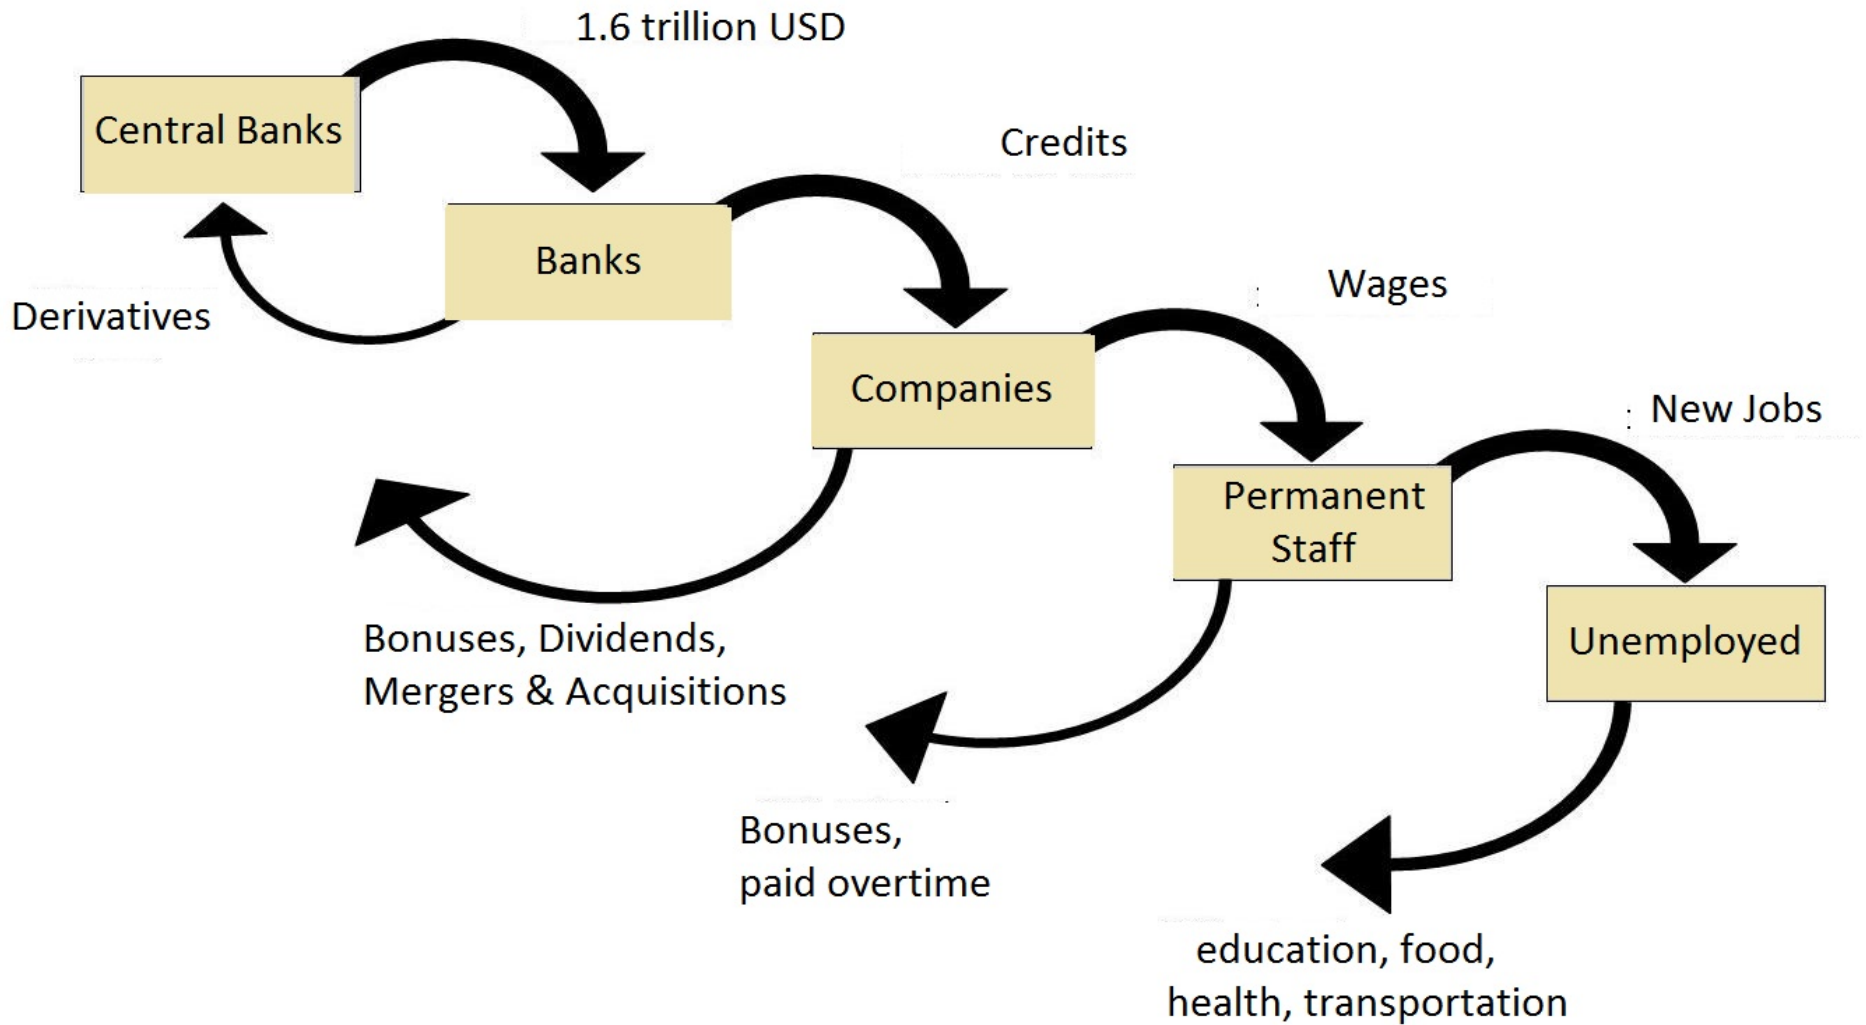 1.6 trillion USD
Central Banks
Credits
Banks
Derivatives
Wages
Companies
New Jobs
Permanent
Staff
Bonuses, Dividends,
Mergers & Acquisitions
Unemployed
Bonuses,
paid overtime
education, food,
health, transportation